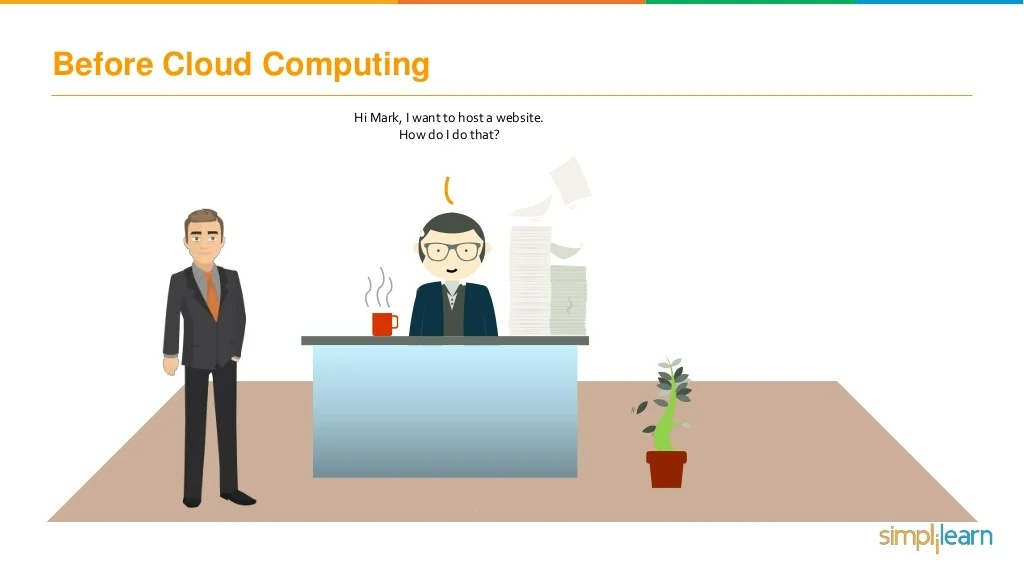 Before Cloud Computing
Hi Mark, I want to host a website.
How do I do that?
simplilearn